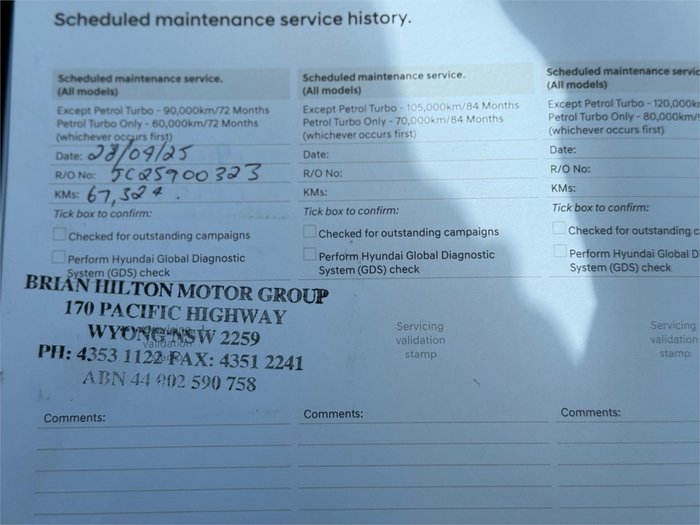 Scheduled maintenance service history.
Scheduled maintenance service.
(All models)
Except Petrol Turbo - 90,000km/72 Months
Petrol Turbo Only - 60,000km/72 Months
(whichever occurs first)
Date: 28/04/25
R/O No: JC25900323
KMs: 67,324.
Tick box to confirm:
Checked for outstanding campaigns
Perform Hyundai Global Diagnostic
System (GDS) check
BRIAN HILTON MOTOR GROUP
170 PACIFIC HIGHWAY
WYONG NSW 2259
PH: 4353 1122 FAX: 4351 2241
ABN 44 002 590 758
validation
Comments:
Scheduled maintenance service.
(All models)
Except Petrol Turbo - 105,000km/84 Months
Petrol Turbo Only - 70,000km/84 Months
(whichever occurs first)
Date:
R/O No:
KMs:
Tick box to confirm:
Checked for outstanding campaigns
Perform Hyundai Global Diagnostic
System (GDS) check
Servicing
validation
stamp
Comments:
Scheduled maintenance servic
(All models)
Except Petrol Turbo - 120,000k
Petrol Turbo Only - 80,000km/
(whichever occurs first)
Date:
R/O No:
KMs:
Tick box to confirm:
Checked for outstanding c
Perform Hyundai Global D
System (GDS) check
Servicing
validation
stamp
Comments: